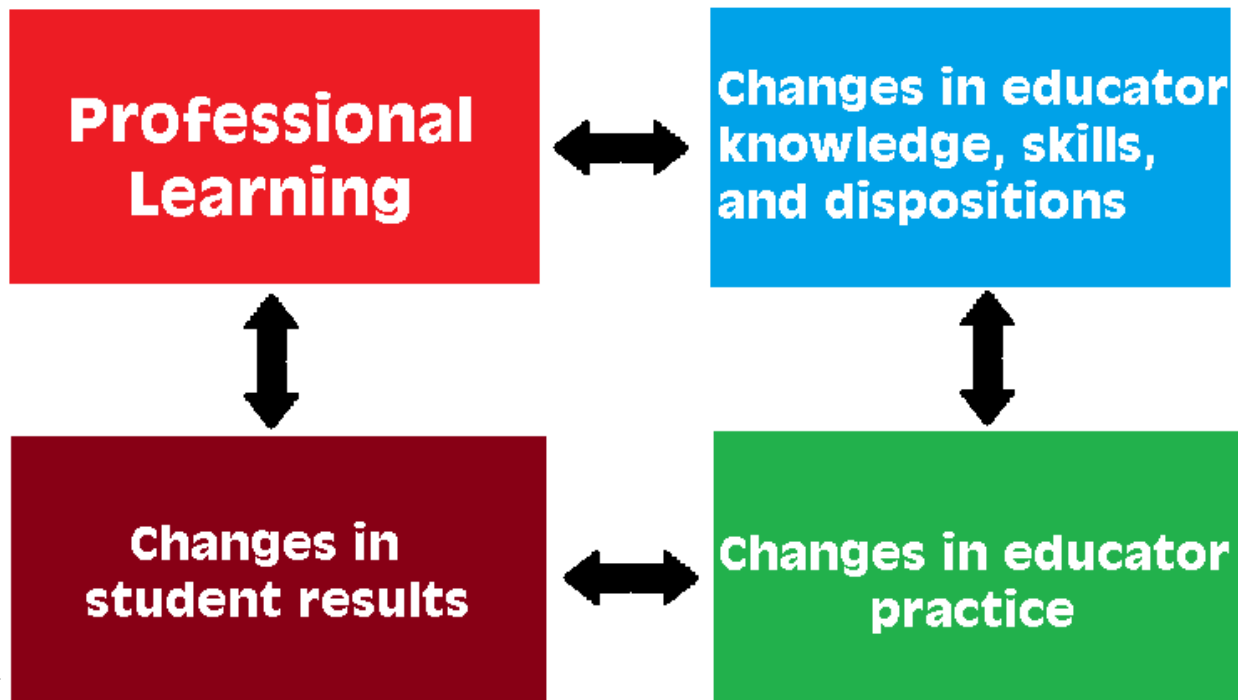 Professional
Learning
Changes in educator
knowledge, skills,
and dispositions
Changes in
student results
Changes in educator
practice